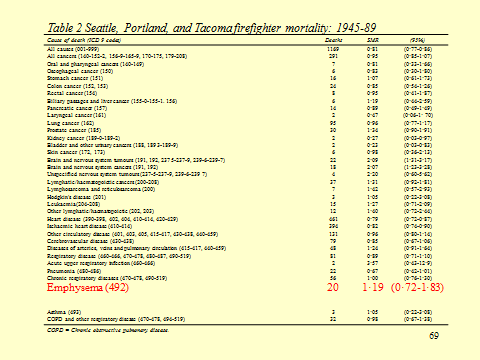 Table 2 Seattle, Portland, and Tacoma firefighter mortality: 1945-89
Cause of death (ICD 9 codes) Deaths SMR (95%)
All causes (001-999) 1169 0·81 (0·77-0·86)
All cancers (140-152-2, 156-9-165-9, 170-175, 179-208) 291 0·95 (0·85-1·07)
Oral and pharyngeal cancers (140-149) 7 0·81 (0·33-1·66)
Oesophageal cancer (150) 6 0·83 (0·30-1·80)
Stomach cancer (151) 16 1·07 (0·61-1·73)
Colon cancer (152, 153) 24 0·85 (0·54-1·26)
Rectal cancer (154) 8 0·95 (0·41-1·87)
Biliary passages and liver cancer (155-0-155-1, 156) 6 1·19 (0·44-2·59)
Pancreatic cancer (157) 14 0·89 (0·49-1·49)
Laryngeal cancer (161) 2 0·47 (0·06-1·70)
Lung cancer (162) 95 0·96 (0·77-1·17)
Prostate cancer (185) 30 1·34 (0·90-1·91)
Kidney cancer (189-0-189-2) 2 0·27 (0·03-0·97)
Bladder and other urinary cancers (188, 189.3-189-9) 2 0·23 (0·03-0·83)
Skin cancer (172, 173) 6 0·98 (0·36-2·13)
Brain and nervous system tumours (191, 192, 237.5-237-9, 239-6-239-7) 22 2·09 (1·31-3·17)
Brain and nervous system cancers (191, 192) 18 2·07 (1·23-3·28)
Unspecified nervous system tumours (237-5-237-9, 239-6-239 7) 4 2·20 (0·60-5·62)
Lymphatic/haematopoietic cancers (200-208) 37 1·31 (0·92-1·81)
Lymphosarcoma and reticulosarcoma (200) 7 1·42 (0·57-2·93)
Hodgkin's disease (201) 3 1·05 (0·22-3·08)
Leukaemia (204-208) 15 1·27 (0·71-2·09)
Other lymphatic/haematopoietic (202, 203) 12 1·40 (0·72-2·44)
Heart disease (390-398, 402, 404, 410-414, 420-429) 461 0·79 (0·72-0·87)
Ischaemic heart disease (410-414) 394 0·82 (0·74-0·90)
Other circulatory disease (401, 403, 405, 415-417, 430-438, 440-459) 131 0·96 (0·80-1·14)
Cerebrovascular disease (430-438) 79 0·85 (0·67-1·06)
Diseases of arteries, veins and pulmonary circulation (415-417, 440-459) 48 1·24 (0·91-1·64)
Respiratory disease (460-466, 470-478, 480-487, 490-519) 81 0·89 (0·71-1·10)
Acute upper respiratory infection (460-466) 2 3·57 (0·43-12·9)
Pneumonia (480-486) 22 0·67 (0·42-1·01)
Chronic respiratory diseases (470-478, 490-519) 56 1·00 (0·76-1·30)
Emphysema (492) 20 1·19 (0·72-1·83)
Asthma (493) 3 1·05 (0·22-3·08)
COPD and other respiratory disease (470-478, 494-519) 32 0·98 (0·67-1·38)
COPD = Chronic obstructive pulmonary disease.
69